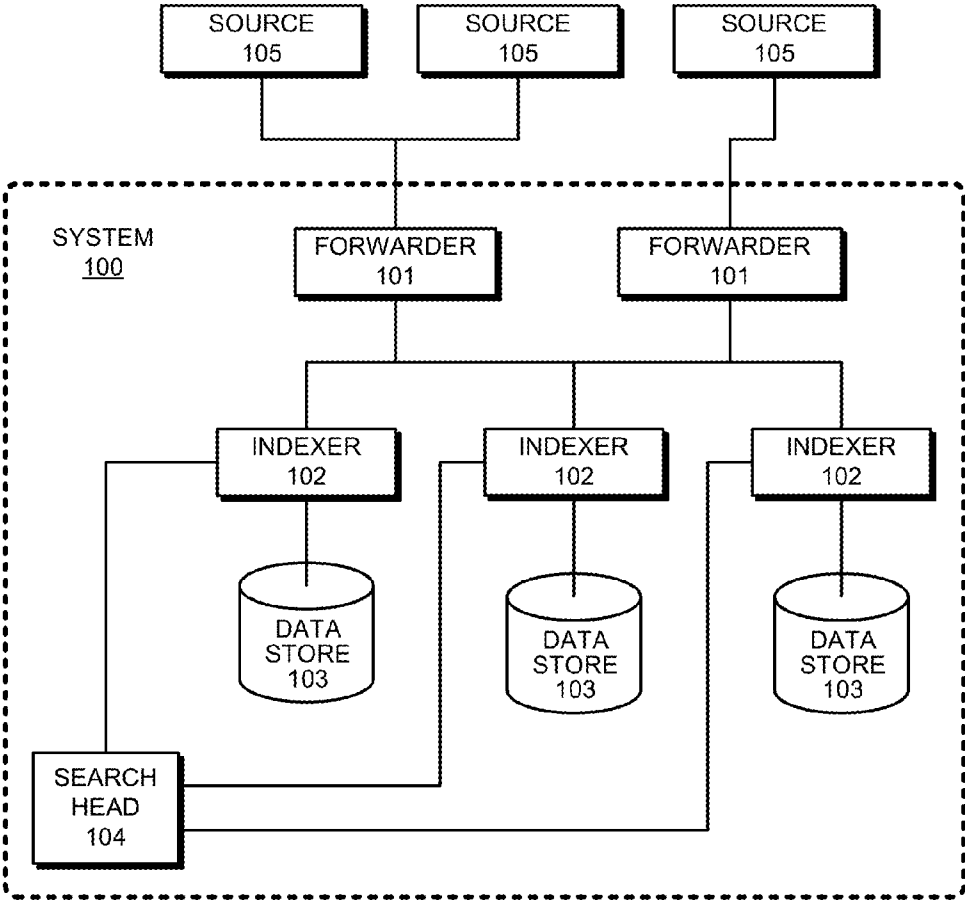 SOURCE
105
SOURCE
105
SOURCE
105
SYSTEM
100
FORWARDER
101
FORWARDER
101
INDEXER
102
INDEXER
102
INDEXER
102
DATA
STORE
103
DATA
STORE
103
DATA
STORE
103
SEARCH
HEAD
104